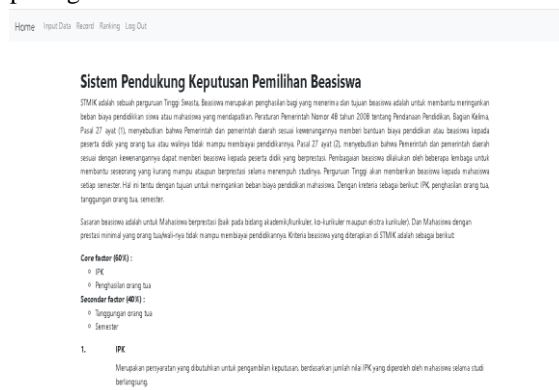 Home Input Data Record Ranking Log Out
Sistem Pendukung Keputusan Pemilihan Beasiswa
STMIK adalah sebuah perguruan Tinggi Swasta, Beasiswa merupakan penghasilan bagi yang menerima dan tujuan beasiswa adalah untuk membantu meringankan
beban biaya pendidikan siswa atau mahasiswa yang mendapatkan. Peraturan Pemerintah Nomor 48 tahun 2008 tentang Pendanaan Pendidikan, Bagian Kelima,
Pasal 27 ayat (1), menyebutkan bahwa Pemerintah dan pemerintah daerah sesuai kewenangannya memberi bantuan biaya pendidikan atau beasiswa kepada
peserta didik yang orang tua atau walinya tidak mampu membiayai pendidikannya. Pasal 27 ayat (2), menyebutkan bahwa Pemerintah dan pemerintah daerah
sesuai dengan kewenangannya dapat memberi beasiswa kepada peserta didik yang berprestasi. Pembagaian beasiswa dilakukan oleh beberapa lembaga untuk
membantu seseorang yang kurang mampu ataupun berprestasi selama menempuh studinya. Perguruan Tinggi akan memberikan beasiswa kepada mahasiswa
setiap semester. Hal ini tentu dengan tujuan untuk meringankan beban biaya pendidikan mahasiswa. Dengan kreteria sebagai berikut: IPK, penghasilan orang tua,
tanggungan orang tua, semester.
Sasaran beasiswa adalah untuk Mahasiswa berprestasi (baik pada bidang akademik/kurikuler, ko-kurikuler maupun ekstra kurikuler). Dan Mahasiswa dengan
prestasi minimal yang orang tua/wali-nya tidak mampu membiayai pendidikannya. Kriteria beasiswa yang diterapkan di STMIK adalah sebagai berikut:
Core factor (60%) :
IPK
Penghasilan orang tua
Secondar factor (40%) :
Tanggungan orang tua
Semester
1. IPK
Merupakan persyaratan yang dibutuhkan untuk pengambilan keputusan, berdasarkan jumlah nilai IPK yang diperoleh oleh mahasiswa selama studi
berlangsung.